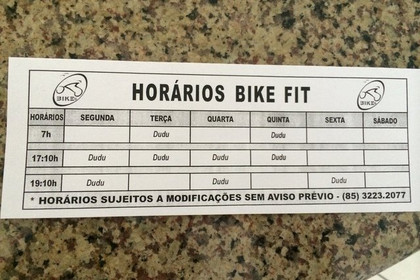 BIKE BIKE
HORÁRIOS BIKE FIT
HORÁRIOS SEGUNDA TERÇA QUARTA QUINTA SEXTA SÁBADO
7h Dudu Dudu
17:10h Dudu Dudu Dudu Dudu
19:10h Dudu Dudu Dudu
* HORÁRIOS SUJEITOS A MODIFICAÇÕES SEM AVISO PRÉVIO - (85) 3223.2077